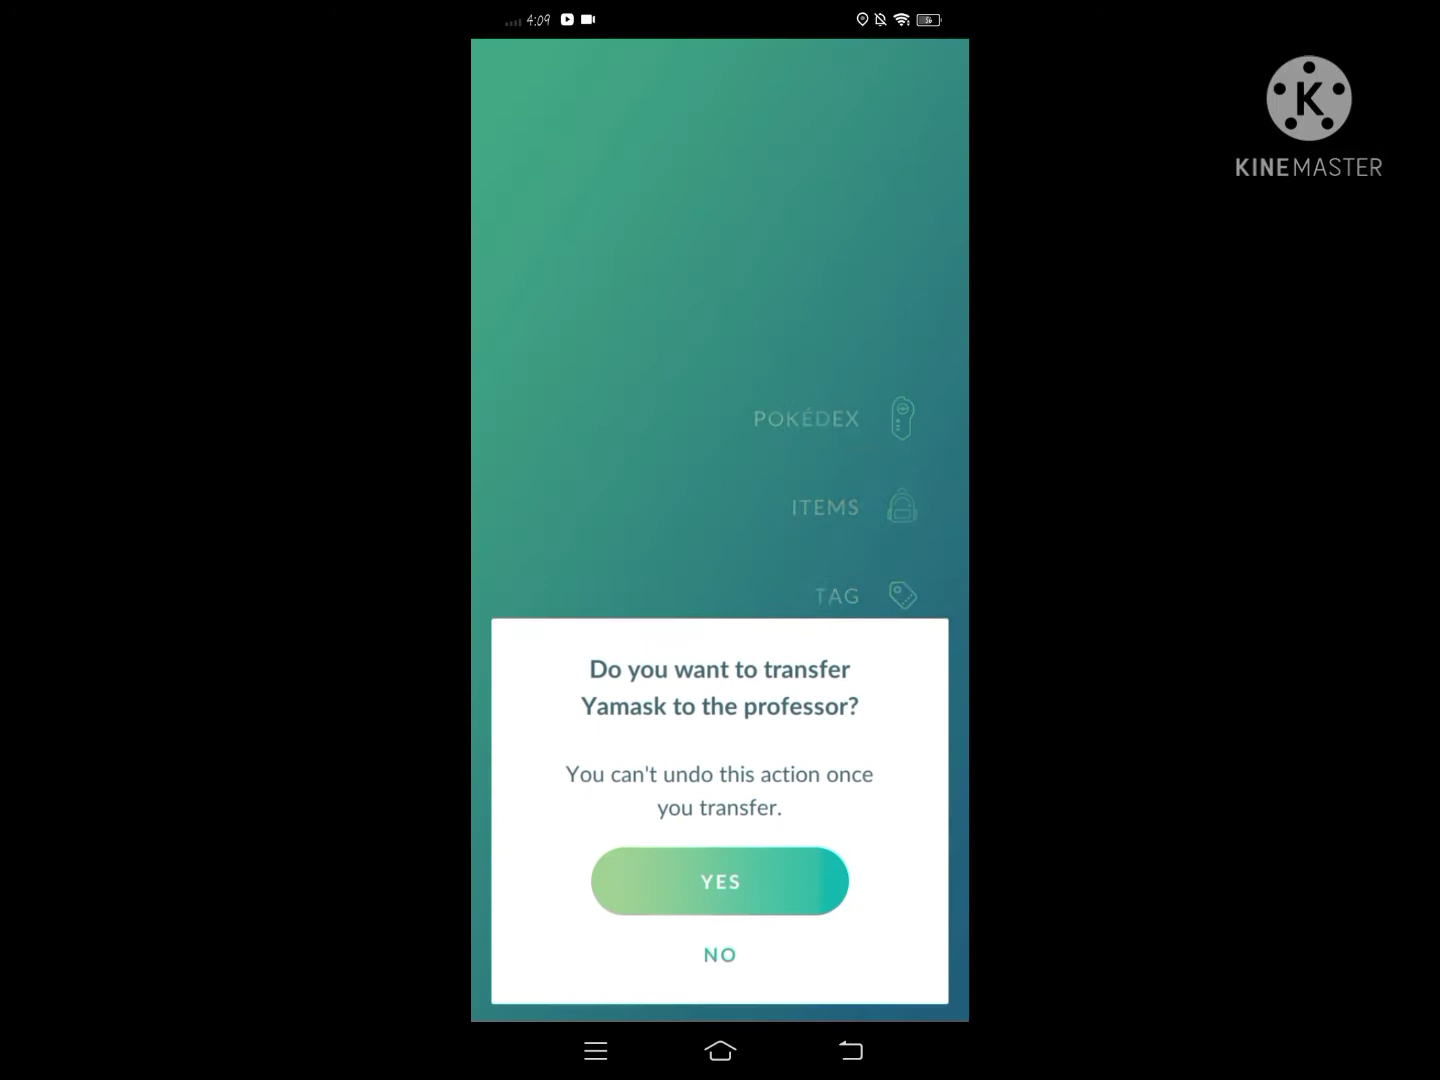 4:09
56
KINEMASTER
POKÉDEX
ITEMS
TAG
Do you want to transfer
Yamask to the professor?
You can't undo this action once
you transfer.
YES
NO